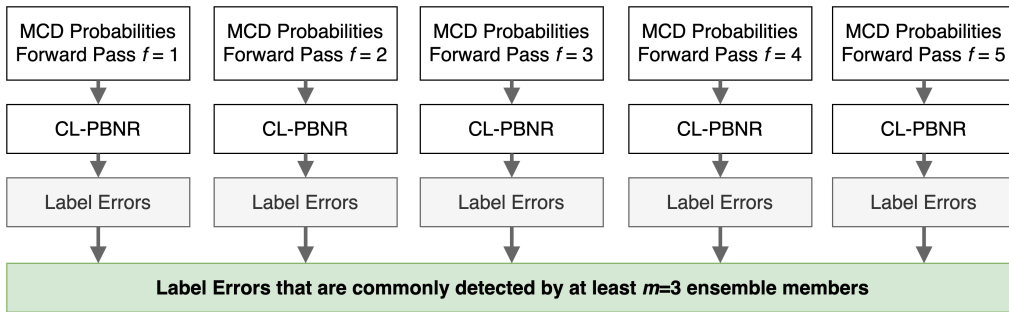 MCD Probabilities
Forward Pass f = 1
MCD Probabilities
Forward Pass f = 2
MCD Probabilities
Forward Pass f = 3
MCD Probabilities
Forward Pass f = 4
MCD Probabilities
Forward Pass f = 5
CL-PBNR
CL-PBNR
CL-PBNR
CL-PBNR
CL-PBNR
Label Errors
Label Errors
Label Errors
Label Errors
Label Errors
Label Errors that are commonly detected by at least m=3 ensemble members